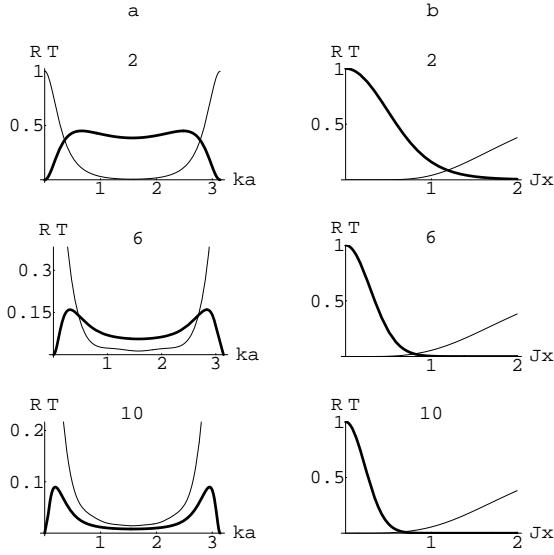 a b
R T 2
1
0.5
1 2 3 ka
R T 2
1
0.5
1 2 Jx
R T 6
0.3
0.15
1 2 3 ka
R T 6
1
0.5
1 2 Jx
R T 10
0.2
0.1
1 2 3 ka
R T 10
1
0.5
1 2 Jx